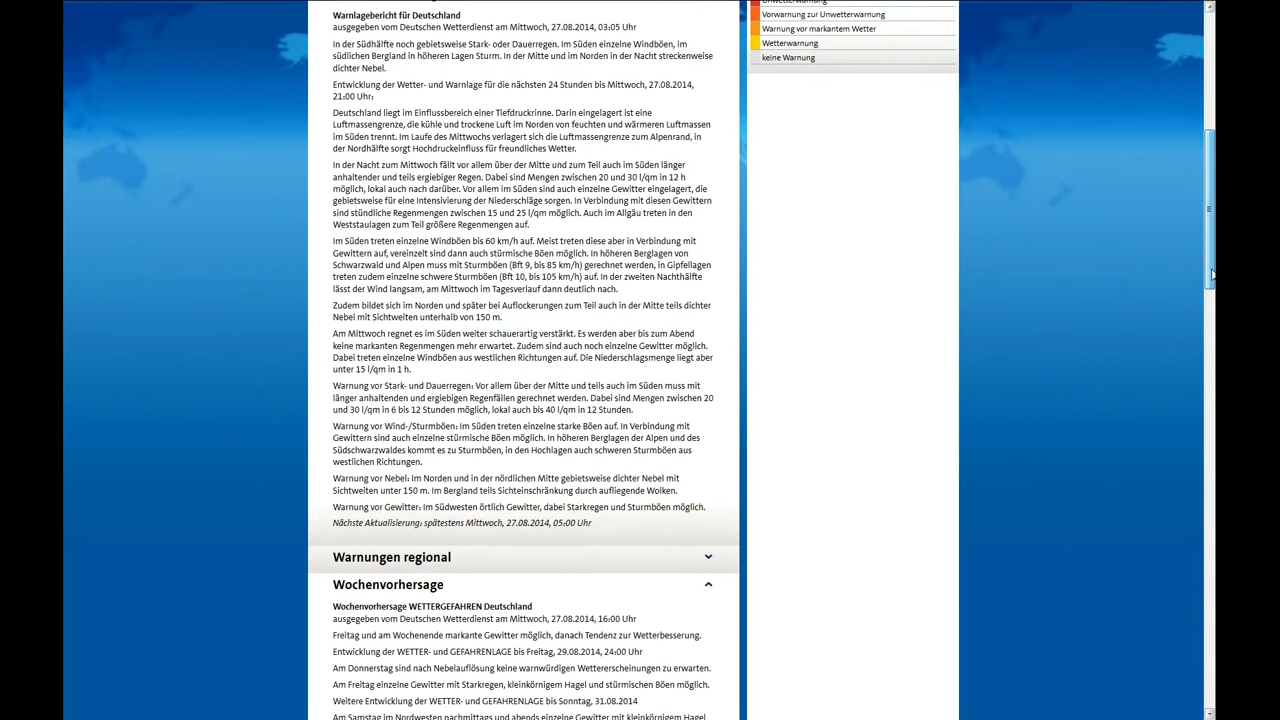 Warnlagebericht für Deutschland
ausgegeben vom Deutschen Wetterdienst am Mittwoch, 27.08.2014, 03:05 Uhr
In der Südhälfte noch gebietsweise Stark- oder Dauerregen. Im Süden einzelne Windböen, im
südlichen Bergland in höheren Lagen Sturm. In der Mitte und im Norden in der Nacht streckenweise
dichter Nebel.
Entwicklung der Wetter- und Warnlage für die nächsten 24 Stunden bis Mittwoch, 27.08.2014,
21:00 Uhr:
Deutschland liegt im Einflussbereich einer Tiefdruckrinne. Darin eingelagert ist eine
Luftmassengrenze, die kühle und trockene Luft im Norden von feuchten und wärmeren Luftmassen
im Süden trennt. Im Laufe des Mittwochs verlagert sich die Luftmassengrenze zum Alpenrand, in
der Nordhälfte sorgt Hochdruckeinfluss für freundliches Wetter.
In der Nacht zum Mittwoch fällt vor allem über der Mitte und zum Teil auch im Süden länger
anhaltender und teils ergiebiger Regen. Dabei sind Mengen zwischen 20 und 30 l/qm in 12 h
möglich, lokal auch nach darüber. Vor allem im Süden sind auch einzelne Gewitter eingelagert, die
gebietsweise für eine Intensivierung der Niederschläge sorgen. In Verbindung mit diesen Gewittern
sind stündliche Regenmengen zwischen 15 und 25 l/qm möglich. Auch im Allgäu treten in den
Weststaulagen zum Teil größere Regenmengen auf.
Im Süden treten einzelne Windböen bis 60 km/h auf. Meist treten diese aber in Verbindung mit
Gewittern auf, vereinzelt sind dann auch stürmische Böen möglich. In höheren Berglagen von
Schwarzwald und Alpen muss mit Sturmböen (Bft 9, bis 85 km/h) gerechnet werden, in Gipfellagen
treten zudem einzelne schwere Sturmböen (Bft 10, bis 105 km/h) auf. In der zweiten Nachthälfte
lässt der Wind langsam, am Mittwoch im Tagesverlauf dann deutlich nach.
Zudem bildet sich im Norden und später bei Auflockerungen zum Teil auch in der Mitte teils dichter
Nebel mit Sichtweiten unterhalb von 150 m.
Am Mittwoch regnet es im Süden weiter schauerartig verstärkt. Es werden aber bis zum Abend
keine markanten Regenmengen mehr erwartet. Zudem sind auch noch einzelne Gewitter möglich.
Dabei treten einzelne Windböen aus westlichen Richtungen auf. Die Niederschlagsmenge liegt aber
unter 15 l/qm in 1 h.
Warnung vor Stark- und Dauerregen: Vor allem über der Mitte und teils auch im Süden muss mit
länger anhaltenden und ergiebigen Regenfällen gerechnet werden. Dabei sind Mengen zwischen 20
und 30 l/qm in 6 bis 12 Stunden möglich, lokal auch bis 40 l/qm in 12 Stunden.
Warnung vor Wind-/Sturmböen: Im Süden treten einzelne starke Böen auf. In Verbindung mit
Gewittern sind auch einzelne stürmische Böen möglich. In höheren Berglagen der Alpen und des
Südschwarzwaldes kommt es zu Sturmböen, in den Hochlagen auch schweren Sturmböen aus
westlichen Richtungen.
Warnung vor Nebel: Im Norden und in der nördlichen Mitte gebietsweise dichter Nebel mit
Sichtweiten unter 150 m. Im Bergland teils Sichteinschränkung durch aufliegende Wolken.
Warnung vor Gewitter: Im Südwesten örtlich Gewitter, dabei Starkregen und Sturmböen möglich.
Nächste Aktualisierung: spätestens Mittwoch, 27.08.2014, 05:00 Uhr
Warnungen regional
Wochenvorhersage
Wochenvorhersage WETTERGEFAHREN Deutschland
ausgegeben vom Deutschen Wetterdienst am Mittwoch, 27.08.2014, 16:00 Uhr
Freitag und am Wochenende markante Gewitter möglich, danach Tendenz zur Wetterbesserung.
Entwicklung der WETTER- und GEFAHRENLAGE bis Freitag, 29.08.2014, 24:00 Uhr
Am Donnerstag sind nach Nebelauflösung keine warnwürdigen Wettererscheinungen zu erwarten.
Am Freitag einzelne Gewitter mit Starkregen, kleinkörnigem Hagel und stürmischen Böen möglich.
Weitere Entwicklung der WETTER- und GEFAHRENLAGE bis Sonntag, 31.08.2014
Am Samstag im Nordwesten nachmittags und abends einzelne Gewitter mit kleinkörnigem Hagel
Vorwarnung zur Unwetterwarnung
Warnung vor markantem Wetter
Wetterwarnung
keine Warnung